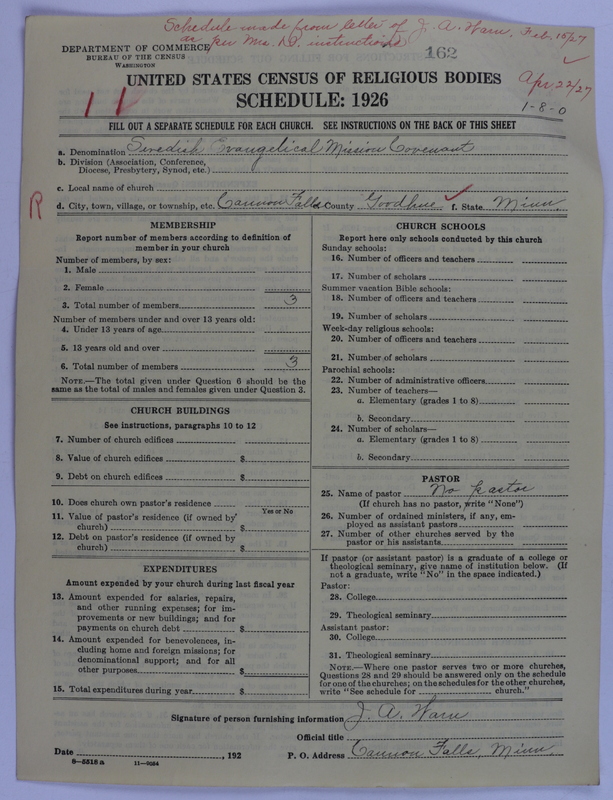 Schedule made from letter of J. A. Warn, Feb. 15/27
as per Mr. instructions
162
DEPARTMENT OF COMMERCE
BUREAU OF THE CENSUS
WASHINGTON
Apr 22/27
1-8-0
UNITED STATES CENSUS OF RELIGIOUS BODIES
SCHEDULE: 1926
FILL OUT A SEPARATE SCHEDULE FOR EACH CHURCH. SEE INSTRUCTIONS ON THE BACK OF THIS SHEET
a. Denomination Swedish Evangelical Mission Covenant
b. Division (Association, Conference,
Diocese, Presbytery, Synod, etc.)
c. Local name of church
R
d. City, town, village, or township, etc. Cannon Falls County Goodhue f. State Minn.
MEMBERSHIP
Report number of members according to definition of
member in your church
Number of members, by sex:
1. Male
2. Female
3. Total number of members 3
Number of members under and over 13 years old:
4. Under 13 years of age
5. 13 years old and over
6. Total number of members 3
NOTE.—The total given under Question 6 should be the
same as the total of males and females given under Question 3.
CHURCH BUILDINGS
See instructions, paragraphs 10 to 12
7. Number of church edifices
8. Value of church edifices $
9. Debt on church edifices $
10. Does church own pastor's residence
Yes or No
11. Value of pastor's residence (if owned by
church) $
12. Debt on pastor's residence (if owned by
church) $
EXPENDITURES
Amount expended by your church during last fiscal year
13. Amount expended for salaries, repairs,
and other running expenses; for im-
provements or new buildings; and for
payments on church debt $
14. Amount expended for benevolences, in-
cluding home and foreign missions; for
denominational support; and for all
other purposes $
15. Total expenditures during year $
CHURCH SCHOOLS
Report here only schools conducted by this church
Sunday schools:
16. Number of officers and teachers
17. Number of scholars
Summer vacation Bible schools:
18. Number of officers and teachers
19. Number of scholars
Week-day religious schools:
20. Number of officers and teachers
21. Number of scholars
Parochial schools:
22. Number of administrative officers
23. Number of teachers—
a. Elementary (grades 1 to 8)
b. Secondary
24. Number of scholars—
a. Elementary (grades 1 to 8)
b. Secondary
PASTOR
25. Name of pastor No pastor
(If church has no pastor, write "None")
26. Number of ordained ministers, if any, em-
ployed as assistant pastors
27. Number of other churches served by the
pastor or his assistants
If pastor (or assistant pastor) is a graduate of a college or
theological seminary, give name of institution below. (If
not a graduate, write "No" in the space indicated.)
Pastor:
28. College
29. Theological seminary
Assistant pastor:
30. College
31. Theological seminary
NOTE.—Where one pastor serves two or more churches,
Questions 28 and 29 should be answered only on the schedule
for one of the churches; on the schedules for the other churches,
write "See schedule for church."
Signature of person furnishing information J. A. Warn
Official title
Date , 192 P. O. Address Cannon Falls, Minn.
8—5518 a 11—9034